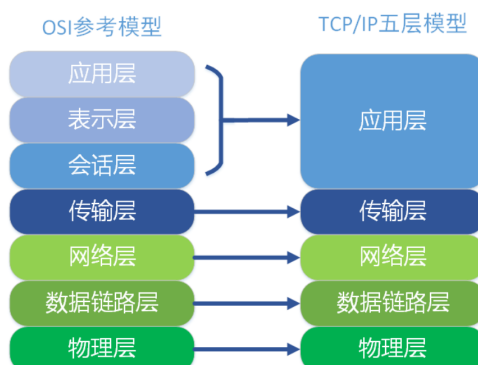 OSI参考模型
应用层
表示层
会话层
传输层
网络层
数据链路层
物理层
TCP/IP五层模型
应用层
传输层
网络层
数据链路层
物理层